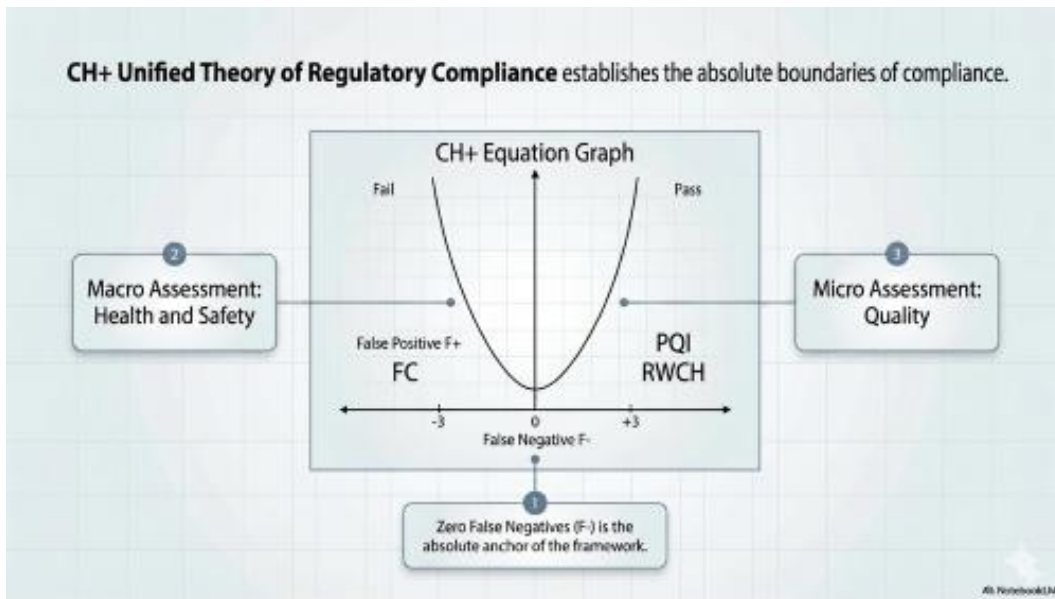 CH+ Unified Theory of Regulatory Compliance establishes the absolute boundaries of compliance.
CH+ Equation Graph
Fail
Pass
2
Macro Assessment:
Health and Safety
3
Micro Assessment:
Quality
False Positive F+
FC
PQI
RWCH
-3
0
+3
False Negative F-
1
Zero False Negatives (F-) is the
absolute anchor of the framework.
NotebookLM